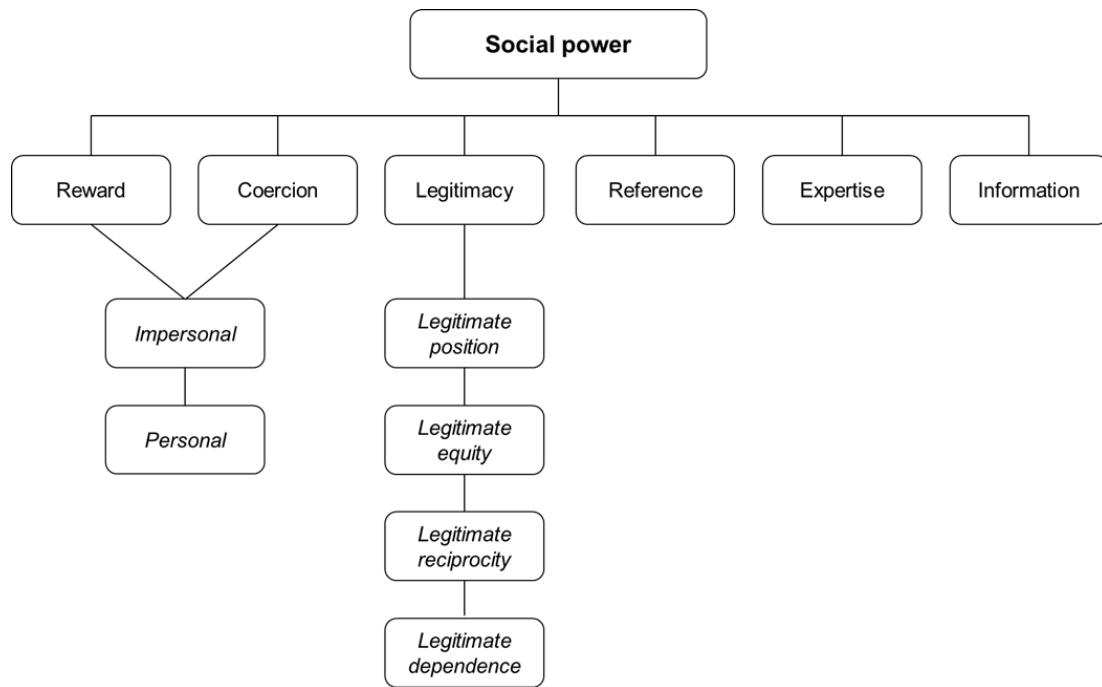 Social power
Reward
Coercion
Legitimacy
Reference
Expertise
Information
Impersonal
Legitimate
position
Personal
Legitimate
equity
Legitimate
reciprocity
Legitimate
dependence